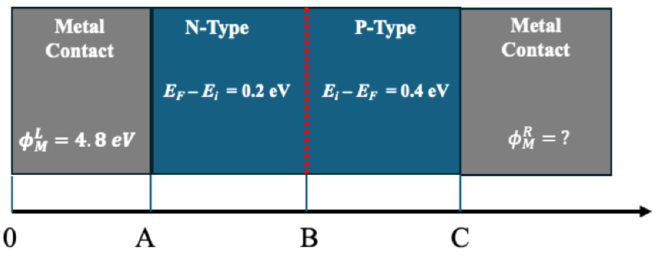 Metal
Contact
N-Type
P-Type
Metal
Contact
E_F − E_i = 0.2 eV
E_i − E_F = 0.4 eV
ϕ_M^L = 4.8 eV
ϕ_M^R = ?
0
A
B
C